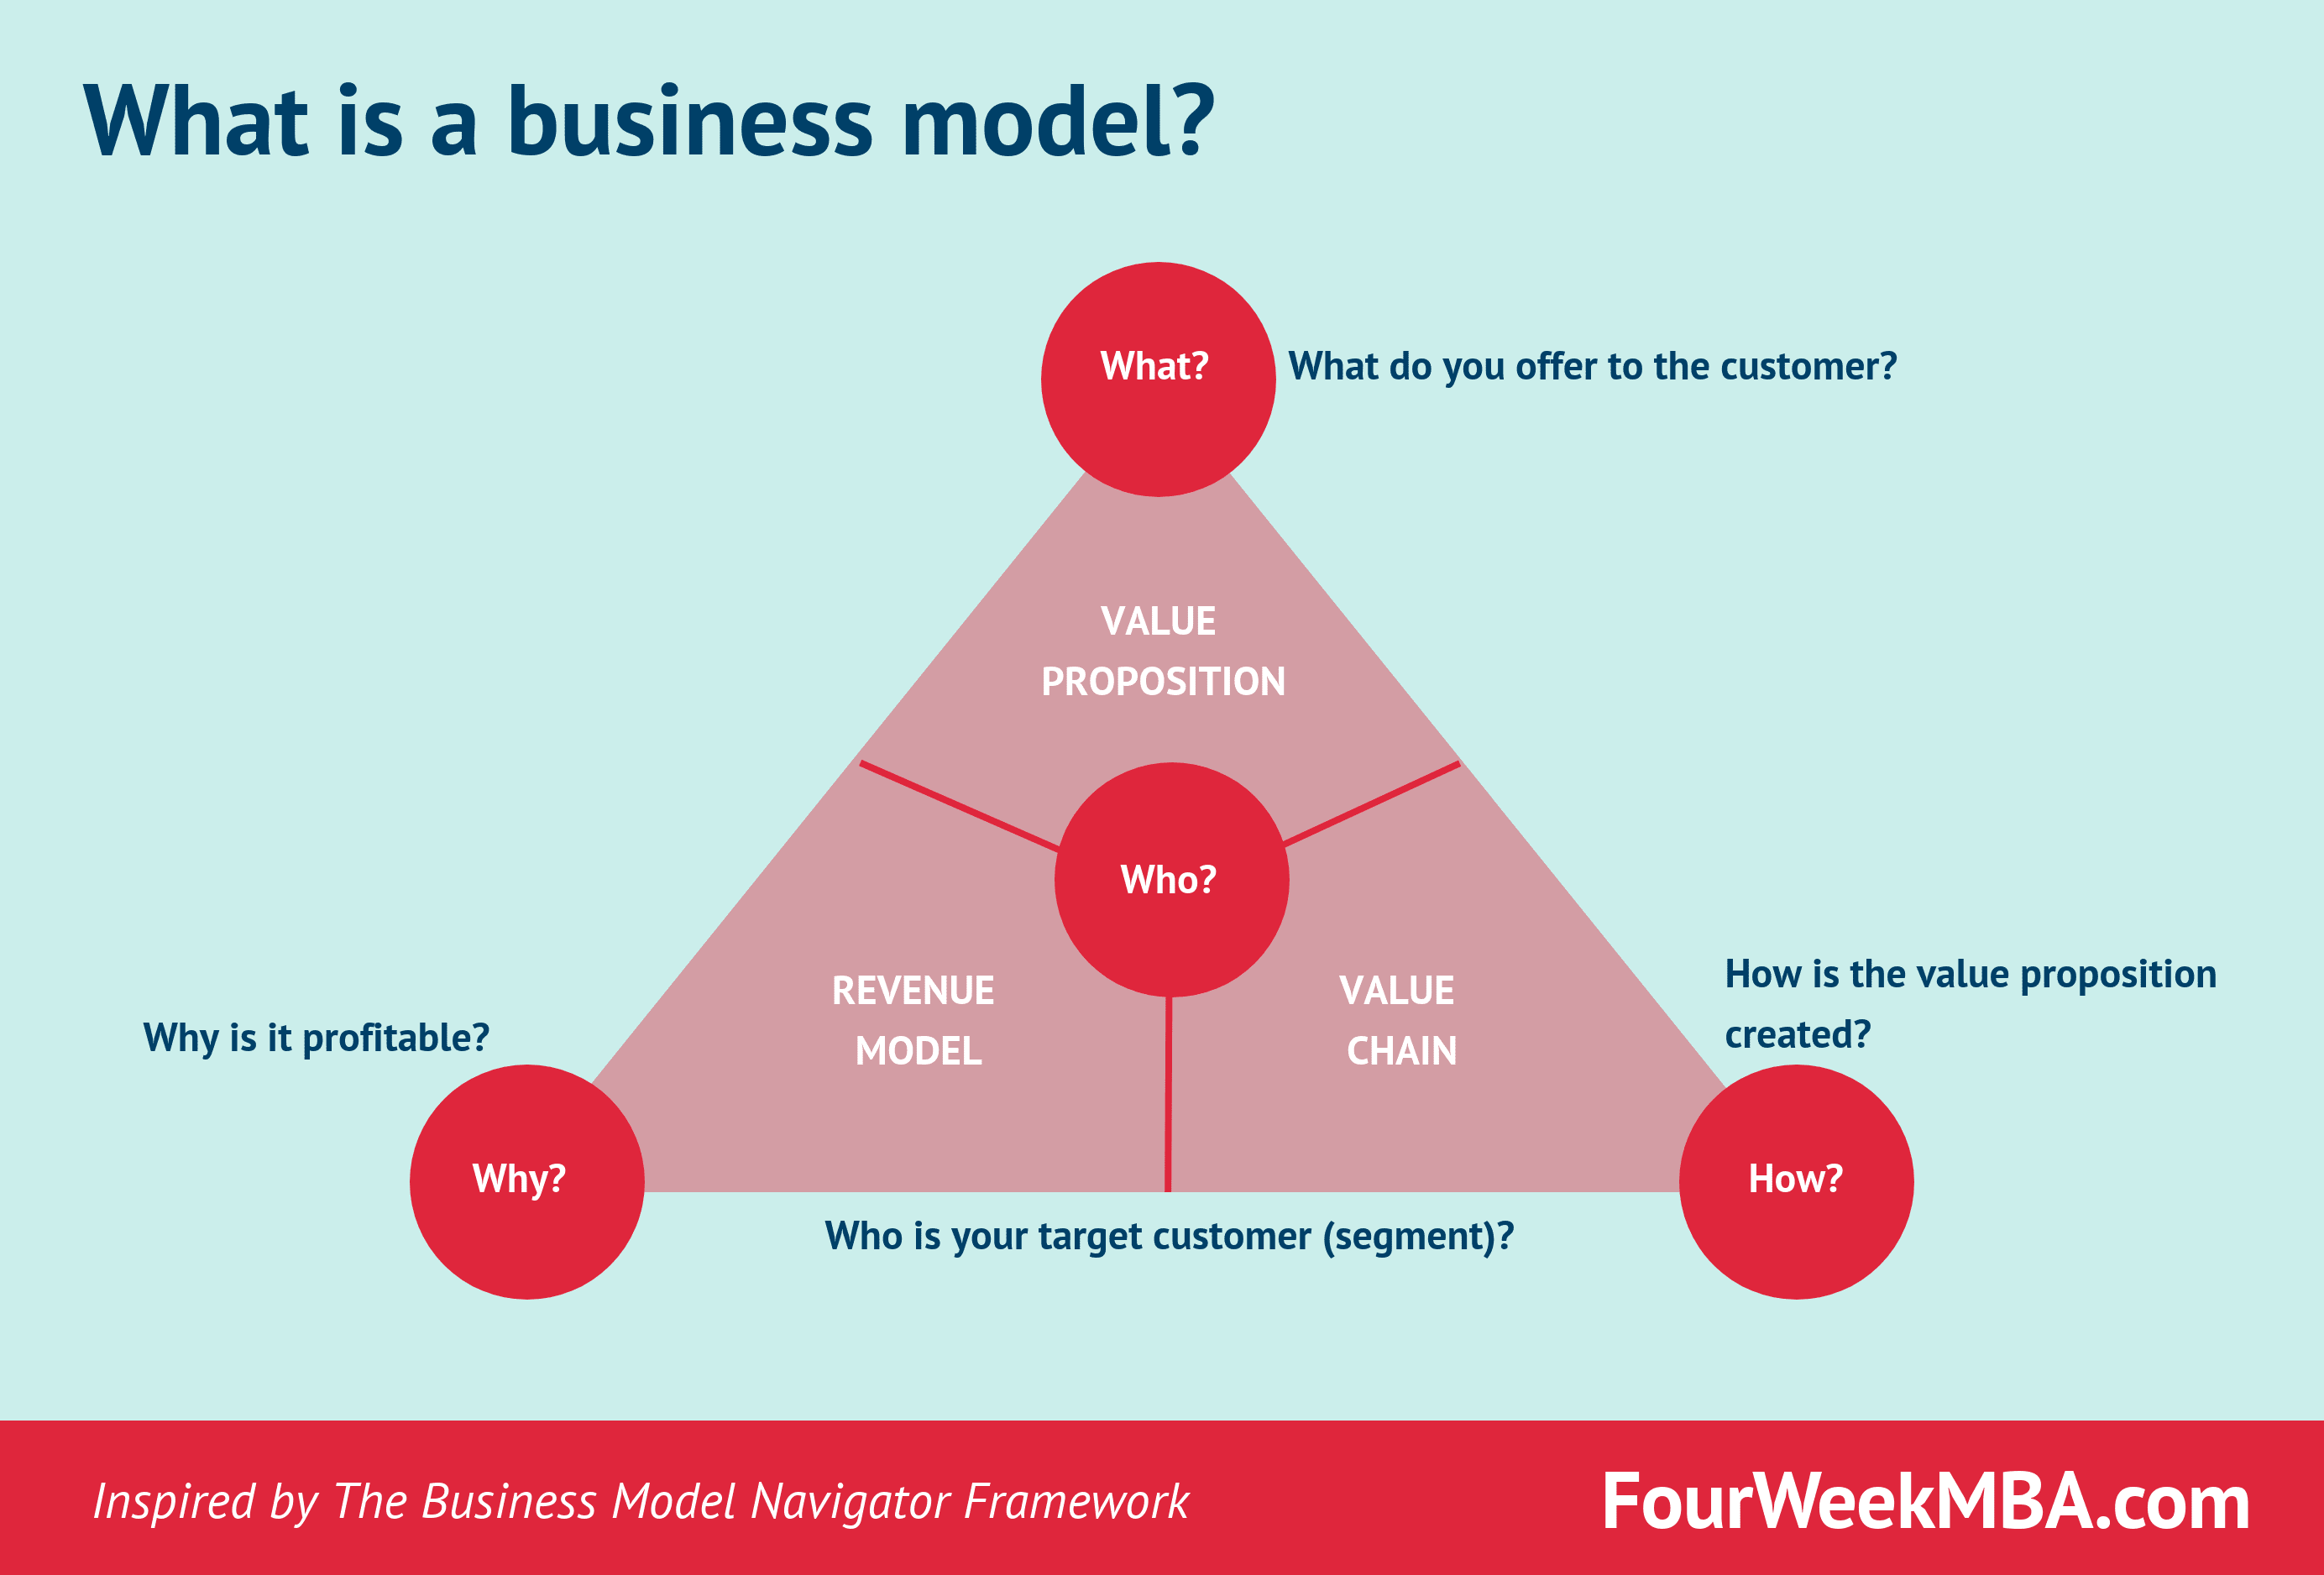 What is a business model?
What?
What do you offer to the customer?
VALUE
PROPOSITION
Who?
REVENUE
MODEL
VALUE
CHAIN
How is the value proposition
created?
Why is it profitable?
Why?
How?
Who is your target customer (segment)?
Inspired by The Business Model Navigator Framework
FourWeekMBA.com